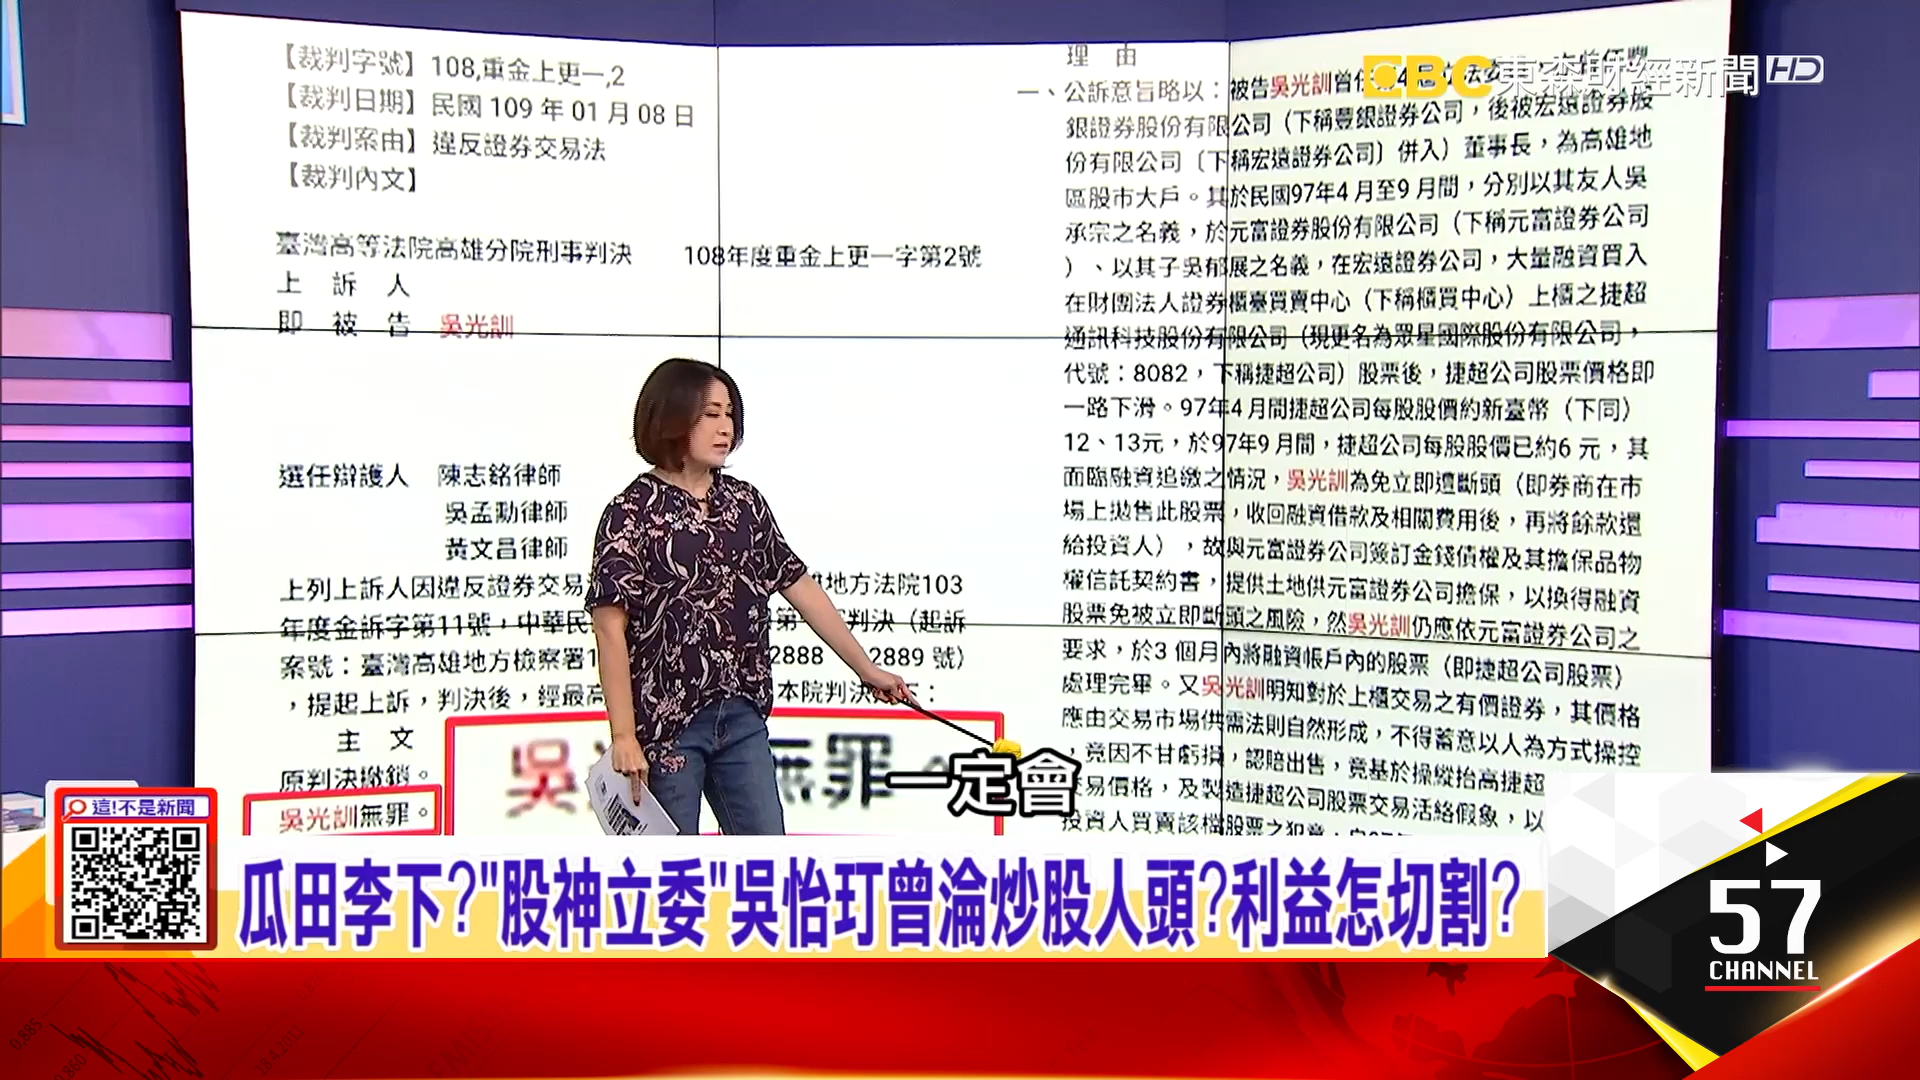 【裁判字號】108,重金上更一,2
【裁判日期】民國 109 年 01 月 08 日
【裁判案由】違反證券交易法
【裁判內文】
臺灣高等法院高雄分院刑事判決 108年度重金上更一字第2號
上 訴 人
即 被 告 吳光訓
選任辯護人 陳志銘律師
吳孟勳律師
黃文昌律師
上列上訴人因違反證券交易 地方法院103
年度金訴字第11號，中華民 判決（起訴
案號：臺灣高雄地方檢察署1 2888 2889 號）
，提起上訴，判決後，經最高 本院判決 下：
主 文
原判決撤銷。
吳光訓無罪。
吳 無罪
理 由
一、公訴意旨略以：被告吳光訓曾任
銀證券股份有限公司（下稱豐銀證券公司，後被宏遠證券股
份有限公司〔下稱宏遠證券公司〕併入）董事長，為高雄地
區股市大戶。其於民國97年4 月至9 月間，分別以其友人吳
承宗之名義，於元富證券股份有限公司（下稱元富證券公司
）、以其子吳郁展之名義，在宏遠證券公司，大量融資買入
在財團法人證券櫃臺買賣中心（下稱櫃買中心）上櫃之捷超
通訊科技股份有限公司（現更名為眾星國際股份有限公司，
代號：8082，下稱捷超公司）股票後，捷超公司股票價格即
一路下滑。97年4 月間捷超公司每股股價約新臺幣（下同）
12、13元，於97年9 月間，捷超公司每股股價已約6 元，其
面臨融資追繳之情況，吳光訓為免立即遭斷頭（即券商在市
場上拋售此股票，收回融資借款及相關費用後，再將餘款還
給投資人），故與元富證券公司簽訂金錢債權及其擔保品物
權信託契約書，提供土地供元富證券公司擔保，以換得融資
股票免被立即斷頭之風險，然吳光訓仍應依元富證券公司之
要求，於3 個月內將融資帳戶內的股票（即捷超公司股票）
處理完畢。又吳光訓明知對於上櫃交易之有價證券，其價格
應由交易市場供需法則自然形成，不得蓄意以人為方式操控
，竟因不甘虧損，認賠出售，竟基於操縱抬高捷超
交易價格，及製造捷超公司股票交易活絡假象，以
投資人買賣該檔股票之犯意，自97
EBC 東森財經新聞 HD
一定會
這!不是新聞
瓜田李下?"股神立委"吳怡玎曾淪炒股人頭?利益怎切割?
57
CHANNEL